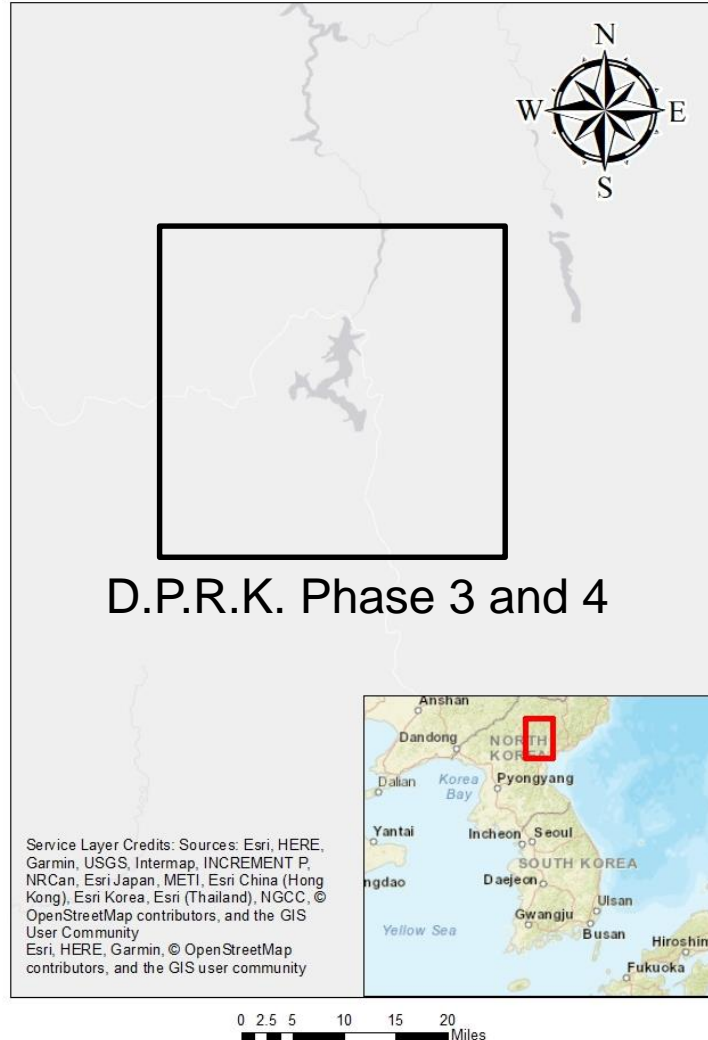 N
W E
S
D.P.R.K. Phase 3 and 4
Anshan
Dandong
NORTH
KOREA
Dalian
Korea
Bay
Pyongyang
Yantai
Incheon Seoul
SOUTH KOREA
ngdao
Daejeon
Ulsan
Gwangju
Yellow Sea
Busan
Hiroshim
Fukuoka
Service Layer Credits: Sources: Esri, HERE,
Garmin, USGS, Intermap, INCREMENT P,
NRCan, Esri Japan, METI, Esri China (Hong
Kong), Esri Korea, Esri (Thailand), NGCC, ©
OpenStreetMap contributors, and the GIS
User Community
Esri, HERE, Garmin, © OpenStreetMap
contributors, and the GIS user community
0 2.5 5 10 15 20
Miles